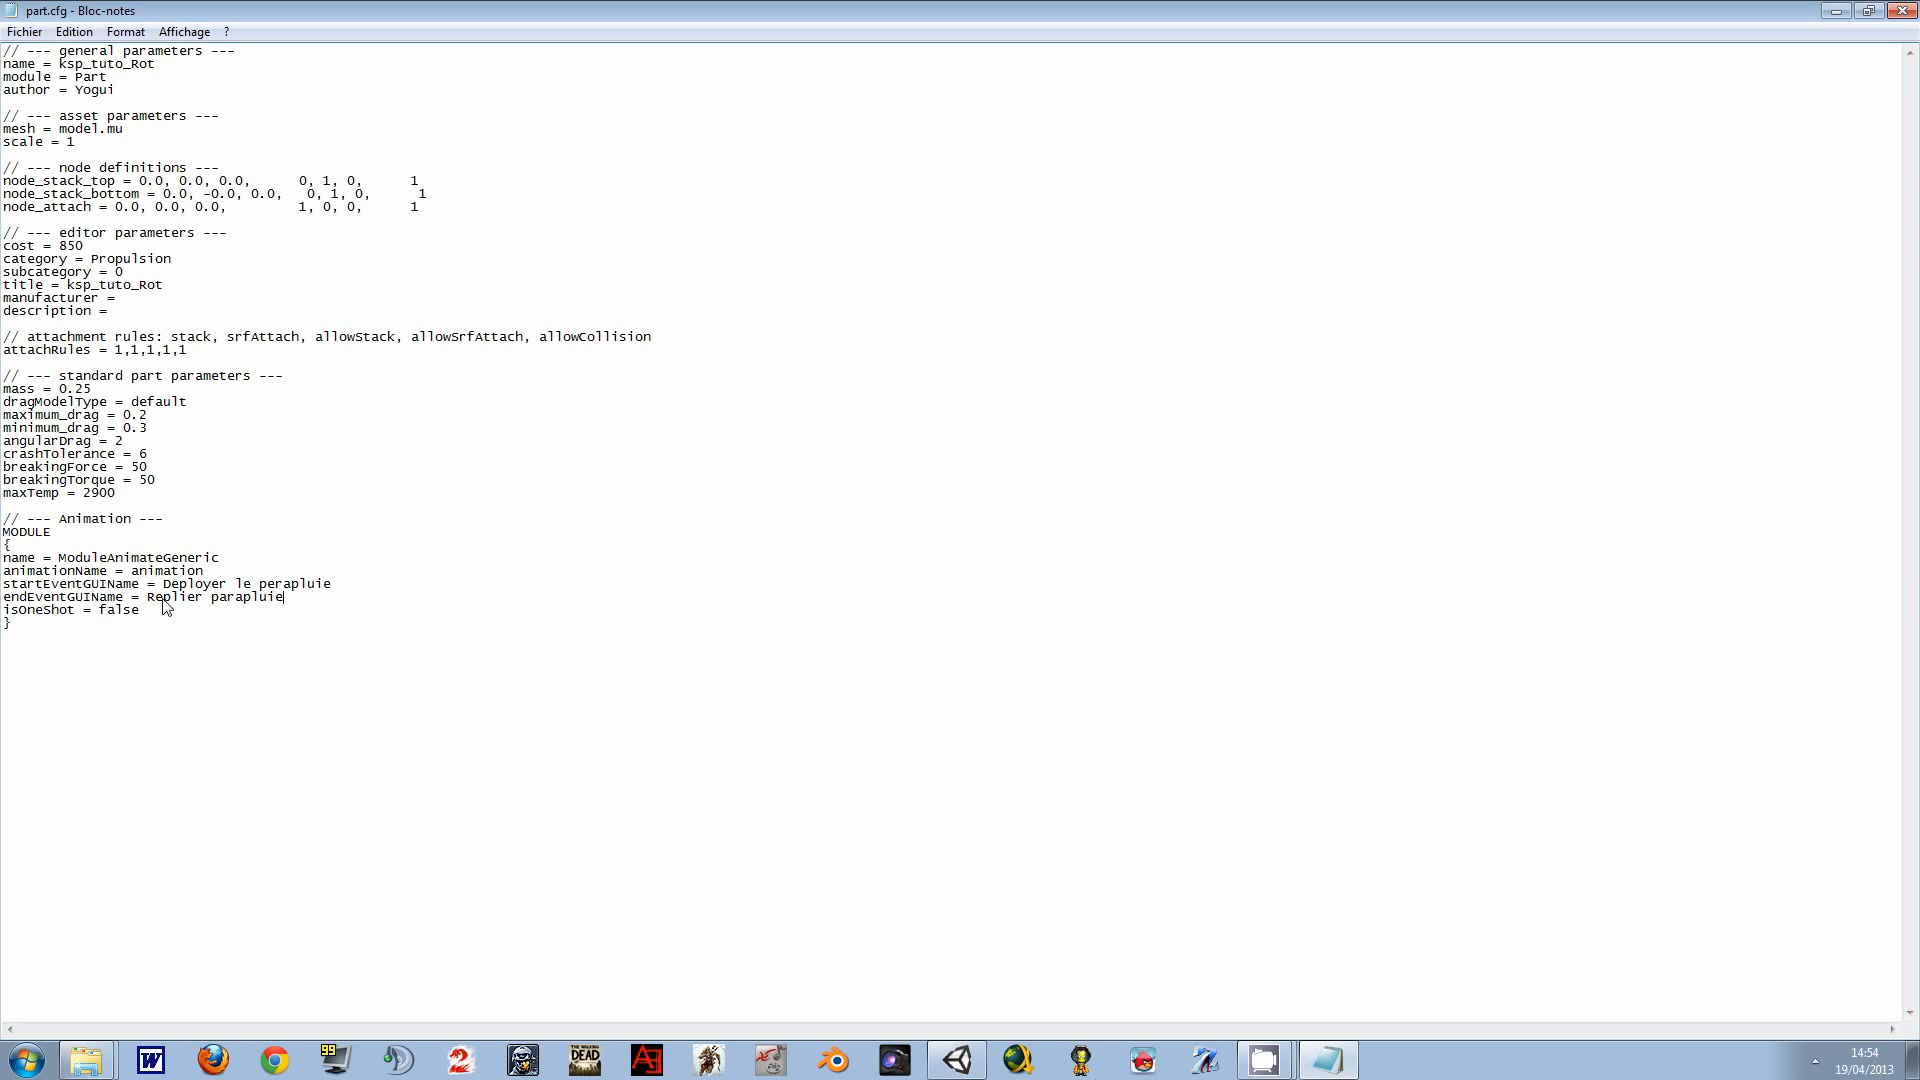 part.cfg - Bloc-notes
Fichier Edition Format Affichage ?
// --- general parameters ---
name = ksp_tuto_Rot
module = Part
author = Yogui
// --- asset parameters ---
mesh = model.mu
scale = 1
// --- node definitions ---
node_stack_top = 0.0, 0.0, 0.0, 0, 1, 0, 1
node_stack_bottom = 0.0, -0.0, 0.0, 0, 1, 0, 1
node_attach = 0.0, 0.0, 0.0, 1, 0, 0, 1
// --- editor parameters ---
cost = 850
category = Propulsion
subcategory = 0
title = ksp_tuto_Rot
manufacturer =
description =
// attachment rules: stack, srfAttach, allowStack, allowSrfAttach, allowCollision
attachRules = 1,1,1,1,1
// --- standard part parameters ---
mass = 0.25
dragModelType = default
maximum_drag = 0.2
minimum_drag = 0.3
angularDrag = 2
crashTolerance = 6
breakingForce = 50
breakingTorque = 50
maxTemp = 2900
// --- Animation ---
MODULE
{
name = ModuleAnimateGeneric
animationName = animation
startEventGUIName = Deployer le perapluie
endEventGUIName = Replier parapluie
isOneShot = false
}
99
W
2
THE WALKING DEAD
14:54
19/04/2013